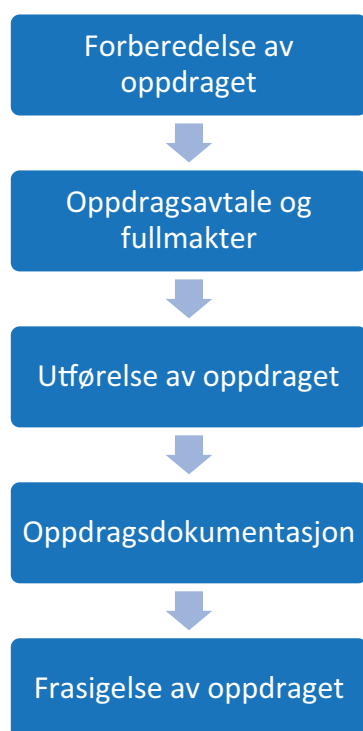 Forberedelse av
oppdraget
Oppdragsavtale og
fullmakter
Utførelse av oppdraget
Oppdragsdokumentasjon
Frasigelse av oppdraget